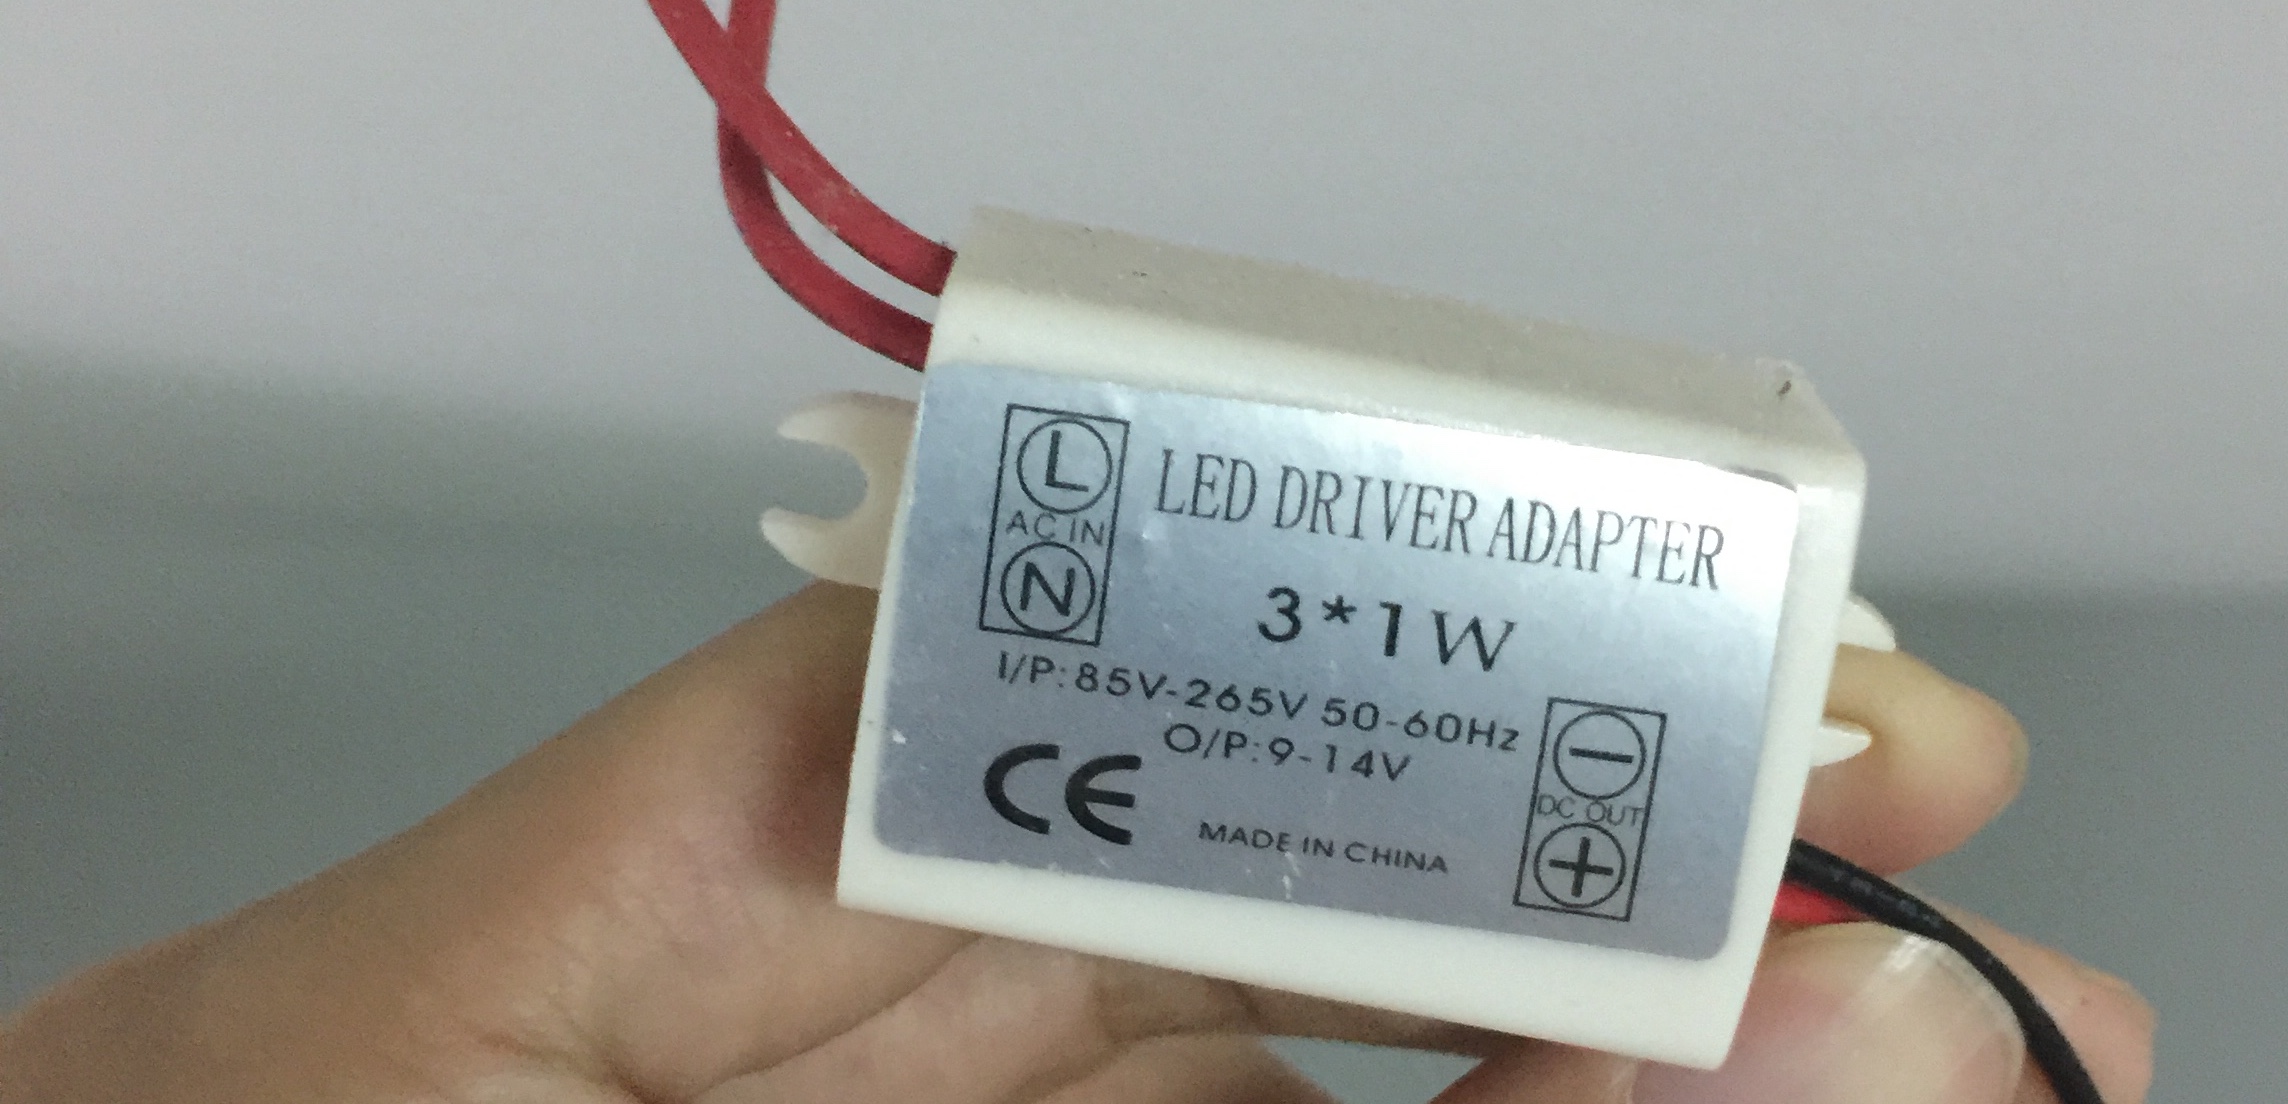 L
AC IN
N
LED DRIVER ADAPTER
3*1W
I/P:85V-265V 50-60Hz
O/P:9-14V
CE
MADE IN CHINA
−
DC OUT
+